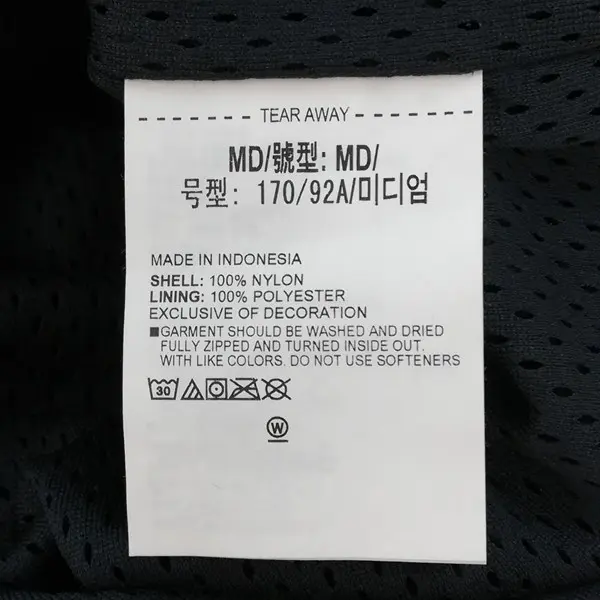 TEAR AWAY
MD/號型: MD/
号型: 170/92A/미디엄
MADE IN INDONESIA
SHELL: 100% NYLON
LINING: 100% POLYESTER
EXCLUSIVE OF DECORATION
■GARMENT SHOULD BE WASHED AND DRIED
FULLY ZIPPED AND TURNED INSIDE OUT.
WITH LIKE COLORS. DO NOT USE SOFTENERS
30
W